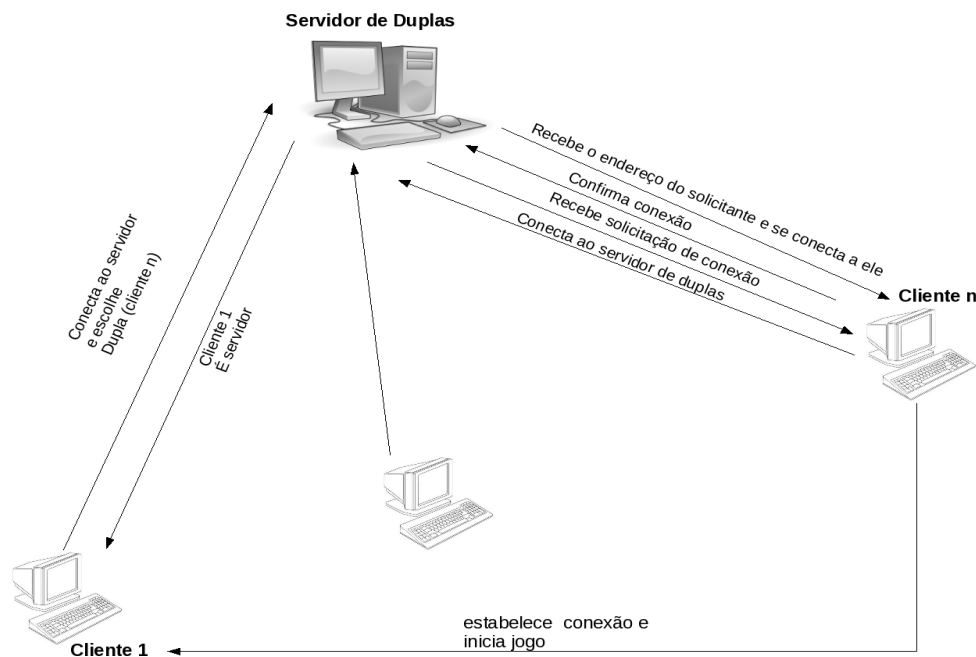 Servidor de Duplas
Recebe o endereço do solicitante e se conecta a ele
Confirma conexão
Recebe solicitação de conexão
Conecta ao servidor de duplas
Cliente n
Conecta ao servidor
e escolhe
Dupla (cliente n)
Cliente 1
É servidor
estabelece conexão e
inicia jogo
Cliente 1